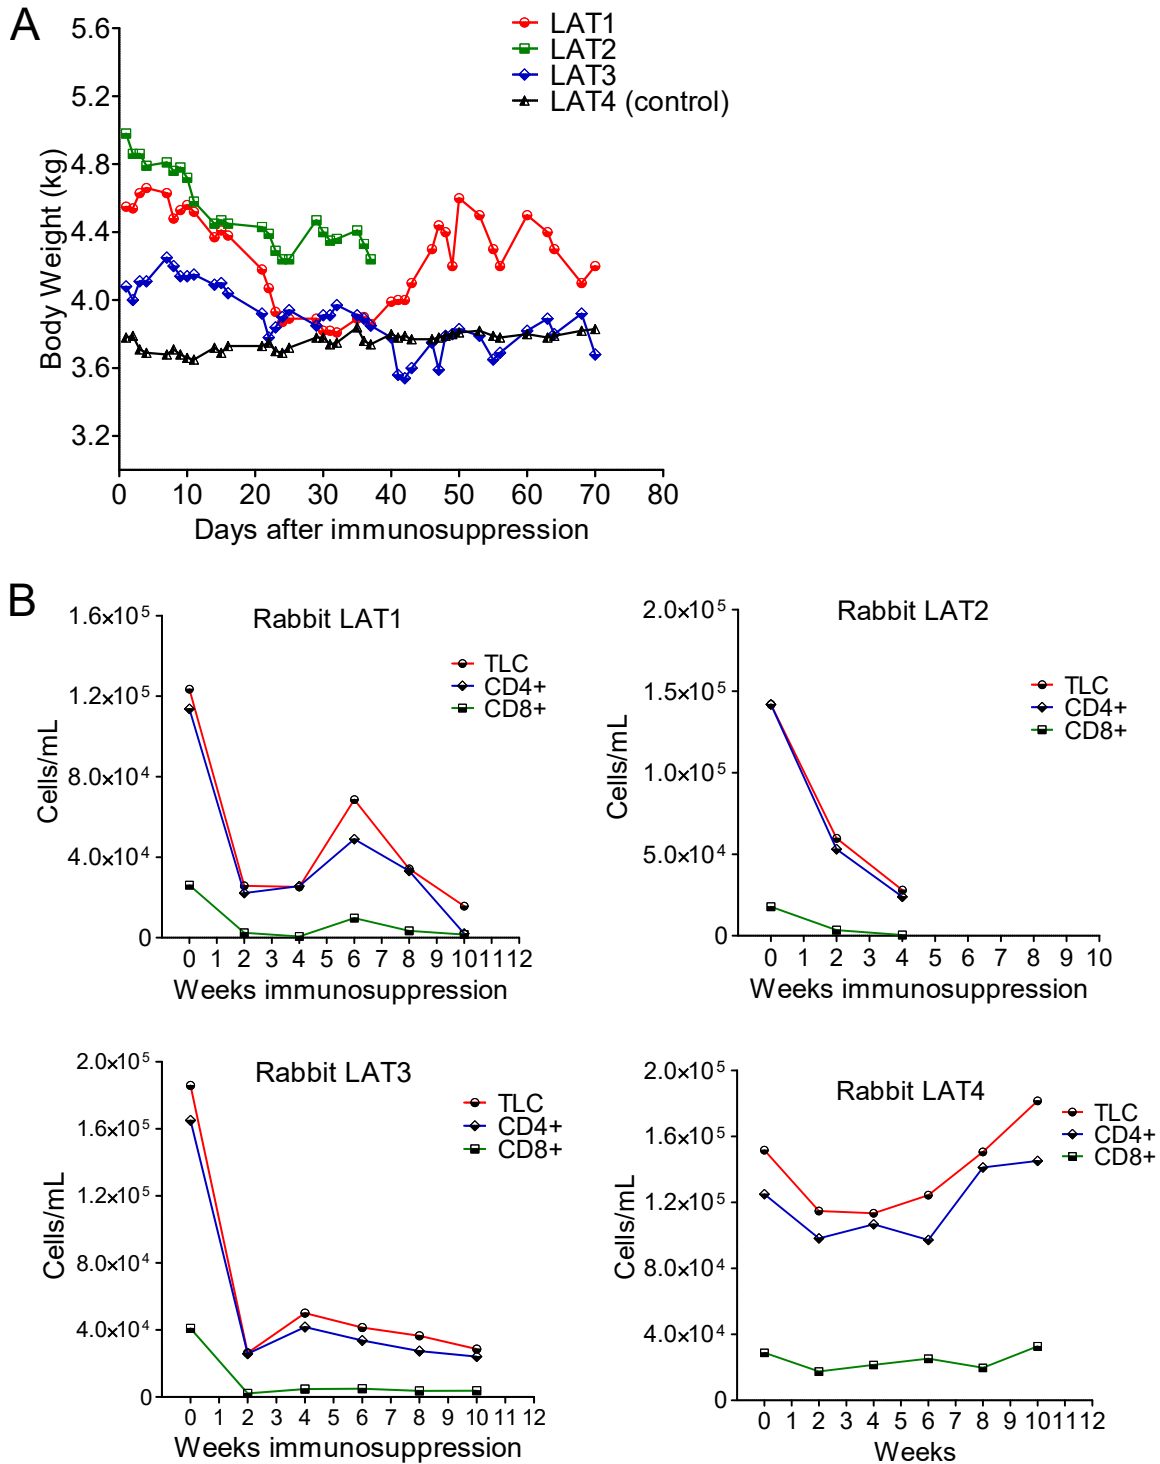 A
LAT1
LAT2
LAT3
LAT4 (control)
5.6
5.2
4.8
4.4
4.0
3.6
3.2
Body Weight (kg)
0 10 20 30 40 50 60 70 80
Days after immunosuppression
B
Rabbit LAT1
TLC
CD4+
CD8+
1.6x10⁵
1.2x10⁵
8.0x10⁴
4.0x10⁴
0
Cells/mL
0 1 2 3 4 5 6 7 8 9 10 11 12
Weeks immunosuppression
Rabbit LAT2
TLC
CD4+
CD8+
2.0x10⁵
1.5x10⁵
1.0x10⁵
5.0x10⁴
0
Cells/mL
0 1 2 3 4 5 6 7 8 9 10
Weeks immunosuppression
Rabbit LAT3
TLC
CD4+
CD8+
2.0x10⁵
1.6x10⁵
1.2x10⁵
8.0x10⁴
4.0x10⁴
0
Cells/mL
0 1 2 3 4 5 6 7 8 9 10 11 12
Weeks immunosuppression
Rabbit LAT4
TLC
CD4+
CD8+
2.0x10⁵
1.6x10⁵
1.2x10⁵
8.0x10⁴
4.0x10⁴
0
Cells/mL
0 1 2 3 4 5 6 7 8 9 10 11 12
Weeks